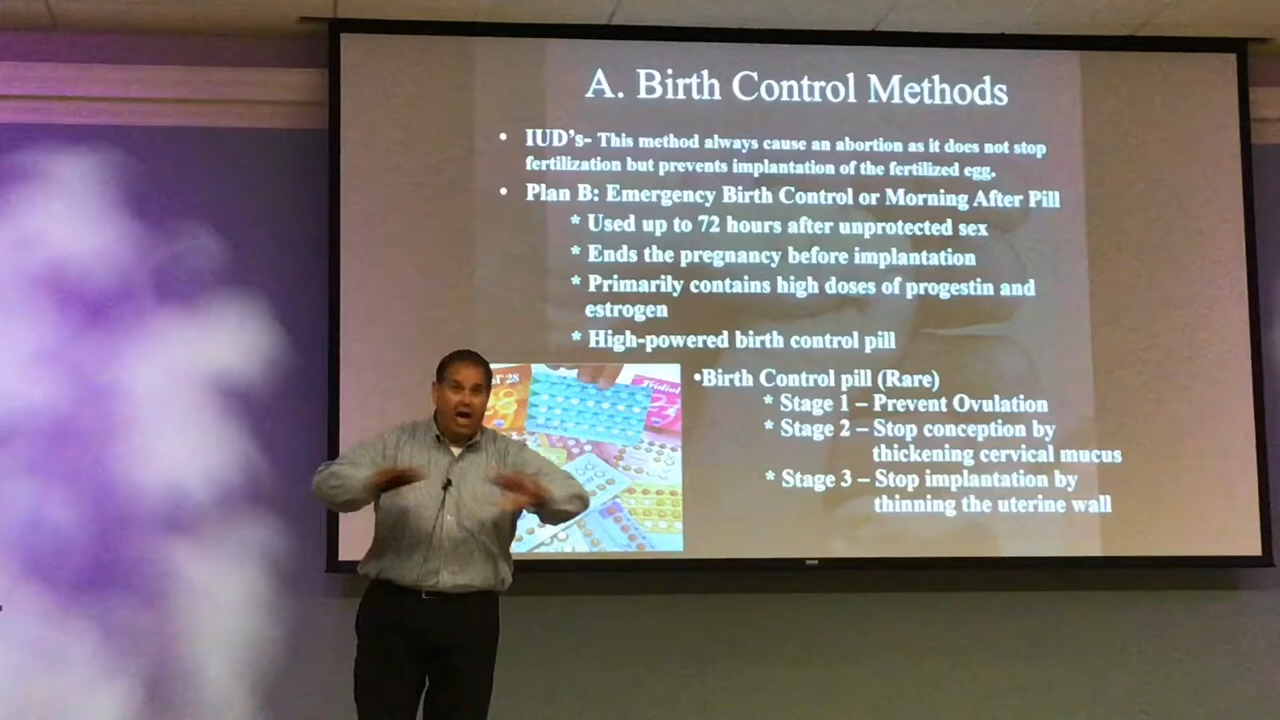 A. Birth Control Methods
• IUD's- This method always cause an abortion as it does not stop
fertilization but prevents implantation of the fertilized egg.
• Plan B: Emergency Birth Control or Morning After Pill
* Used up to 72 hours after unprotected sex
* Ends the pregnancy before implantation
* Primarily contains high doses of progestin and
estrogen
* High-powered birth control pill
28
Tridiol
•Birth Control pill (Rare)
* Stage 1 – Prevent Ovulation
* Stage 2 – Stop conception by
thickening cervical mucus
* Stage 3 – Stop implantation by
thinning the uterine wall